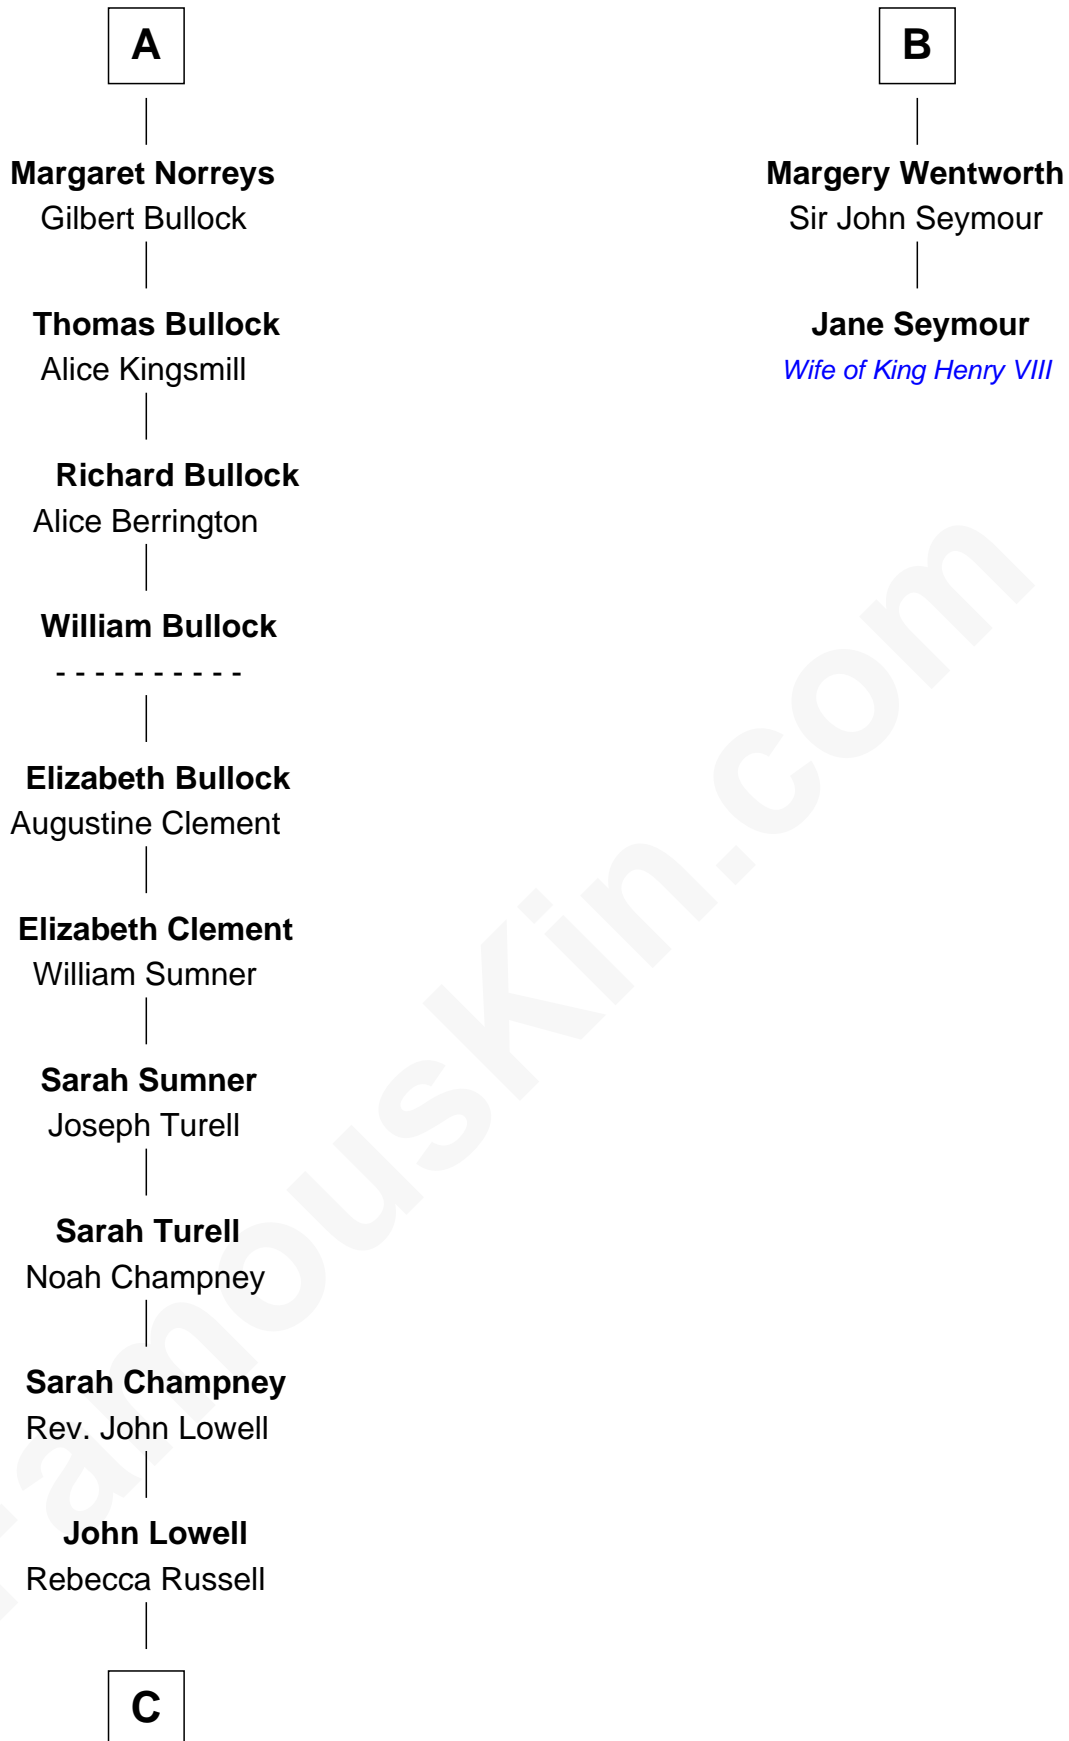 A
Margaret Norreys
Gilbert Bullock
Thomas Bullock
Alice Kingsmill
Richard Bullock
Alice Berrington
William Bullock
- - - - - - - - - -
Elizabeth Bullock
Augustine Clement
Elizabeth Clement
William Sumner
Sarah Sumner
Joseph Turell
Sarah Turell
Noah Champney
Sarah Champney
Rev. John Lowell
John Lowell
Rebecca Russell
C
B
Margery Wentworth
Sir John Seymour
Jane Seymour
Wife of King Henry VIII
FamousKin.com